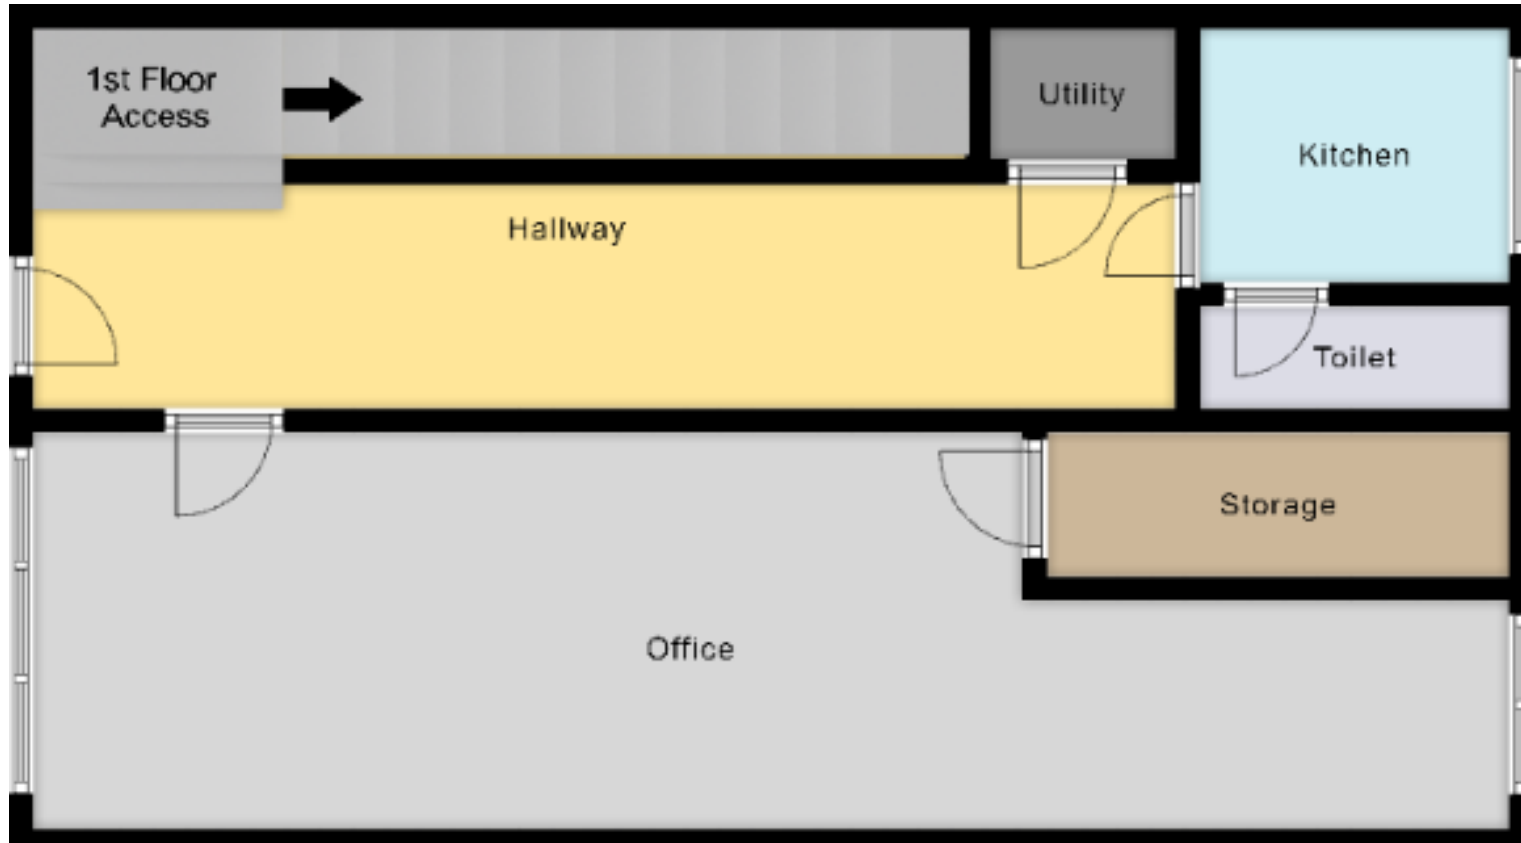 1st Floor
Access
Utility
Kitchen
Hallway
Toilet
Storage
Office